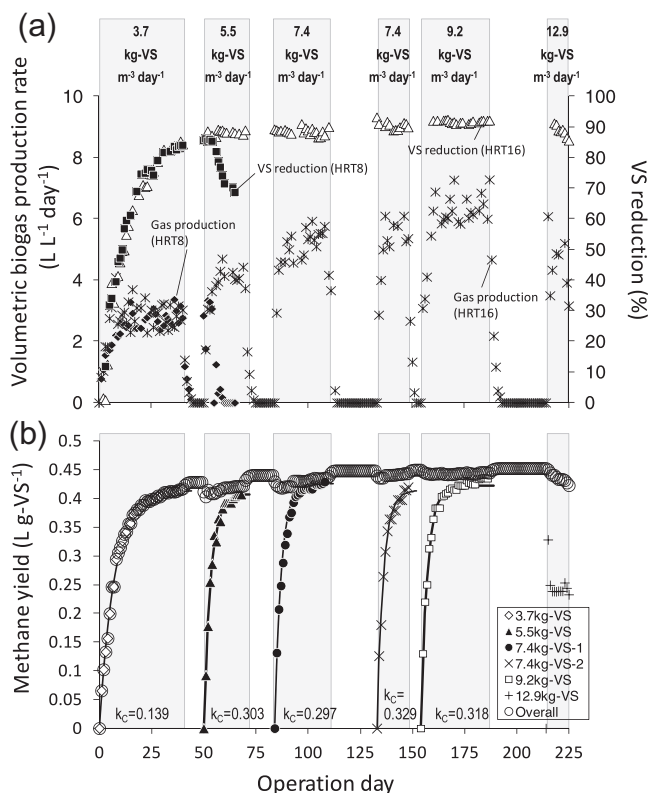 (a)
3.7
kg-VS
m⁻³ day⁻¹
5.5
kg-VS
m⁻³ day⁻¹
7.4
kg-VS
m⁻³ day⁻¹
7.4
kg-VS
m⁻³ day⁻¹
9.2
kg-VS
m⁻³ day⁻¹
12.9
kg-VS
m⁻³ day⁻¹
Volumetric biogas production rate
(L L⁻¹ day⁻¹)
10
8
6
4
2
0
VS reduction (HRT8)
Gas production
(HRT8)
VS reduction (HRT16)
Gas production
(HRT16)
100
90
80
70
60
50
40
30
20
10
0
VS reduction
(%)
(b)
Methane yield (L g-VS⁻¹)
0.5
0.45
0.4
0.35
0.3
0.25
0.2
0.15
0.1
0.05
0
kC=0.139
kC=0.303
kC=0.297
kC=
0.329
kC=0.318
3.7kg-VS
5.5kg-VS
7.4kg-VS-1
7.4kg-VS-2
9.2kg-VS
12.9kg-VS
Overall
0 25 50 75 100 125 150 175 200 225
Operation day